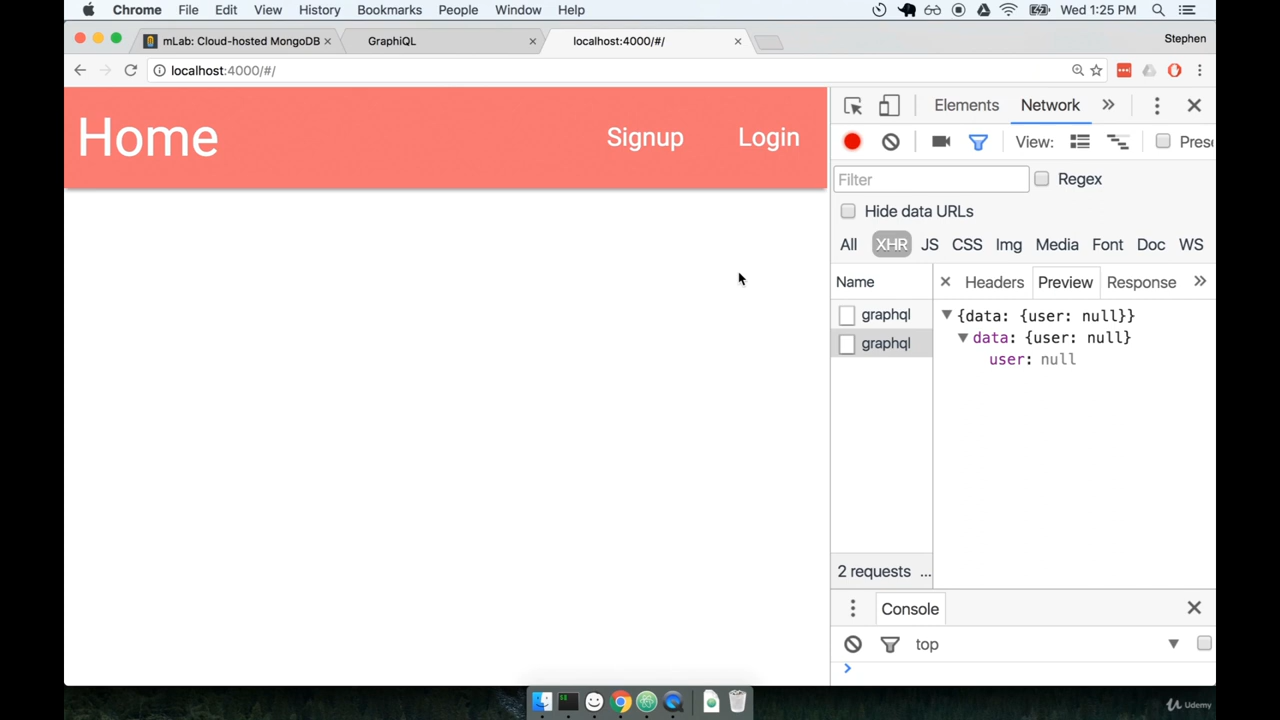 Chrome File Edit View History Bookmarks People Window Help Wed 1:25 PM
mLab: Cloud-hosted MongoDB GraphiQL localhost:4000/#/ Stephen
localhost:4000/#/
Home Signup Login
Elements Network
View: Prese
Filter Regex
Hide data URLs
All XHR JS CSS Img Media Font Doc WS
Name Headers Preview Response
graphql {data: {user: null}}
graphql data: {user: null}
user: null
2 requests ...
Console
top
Udemy